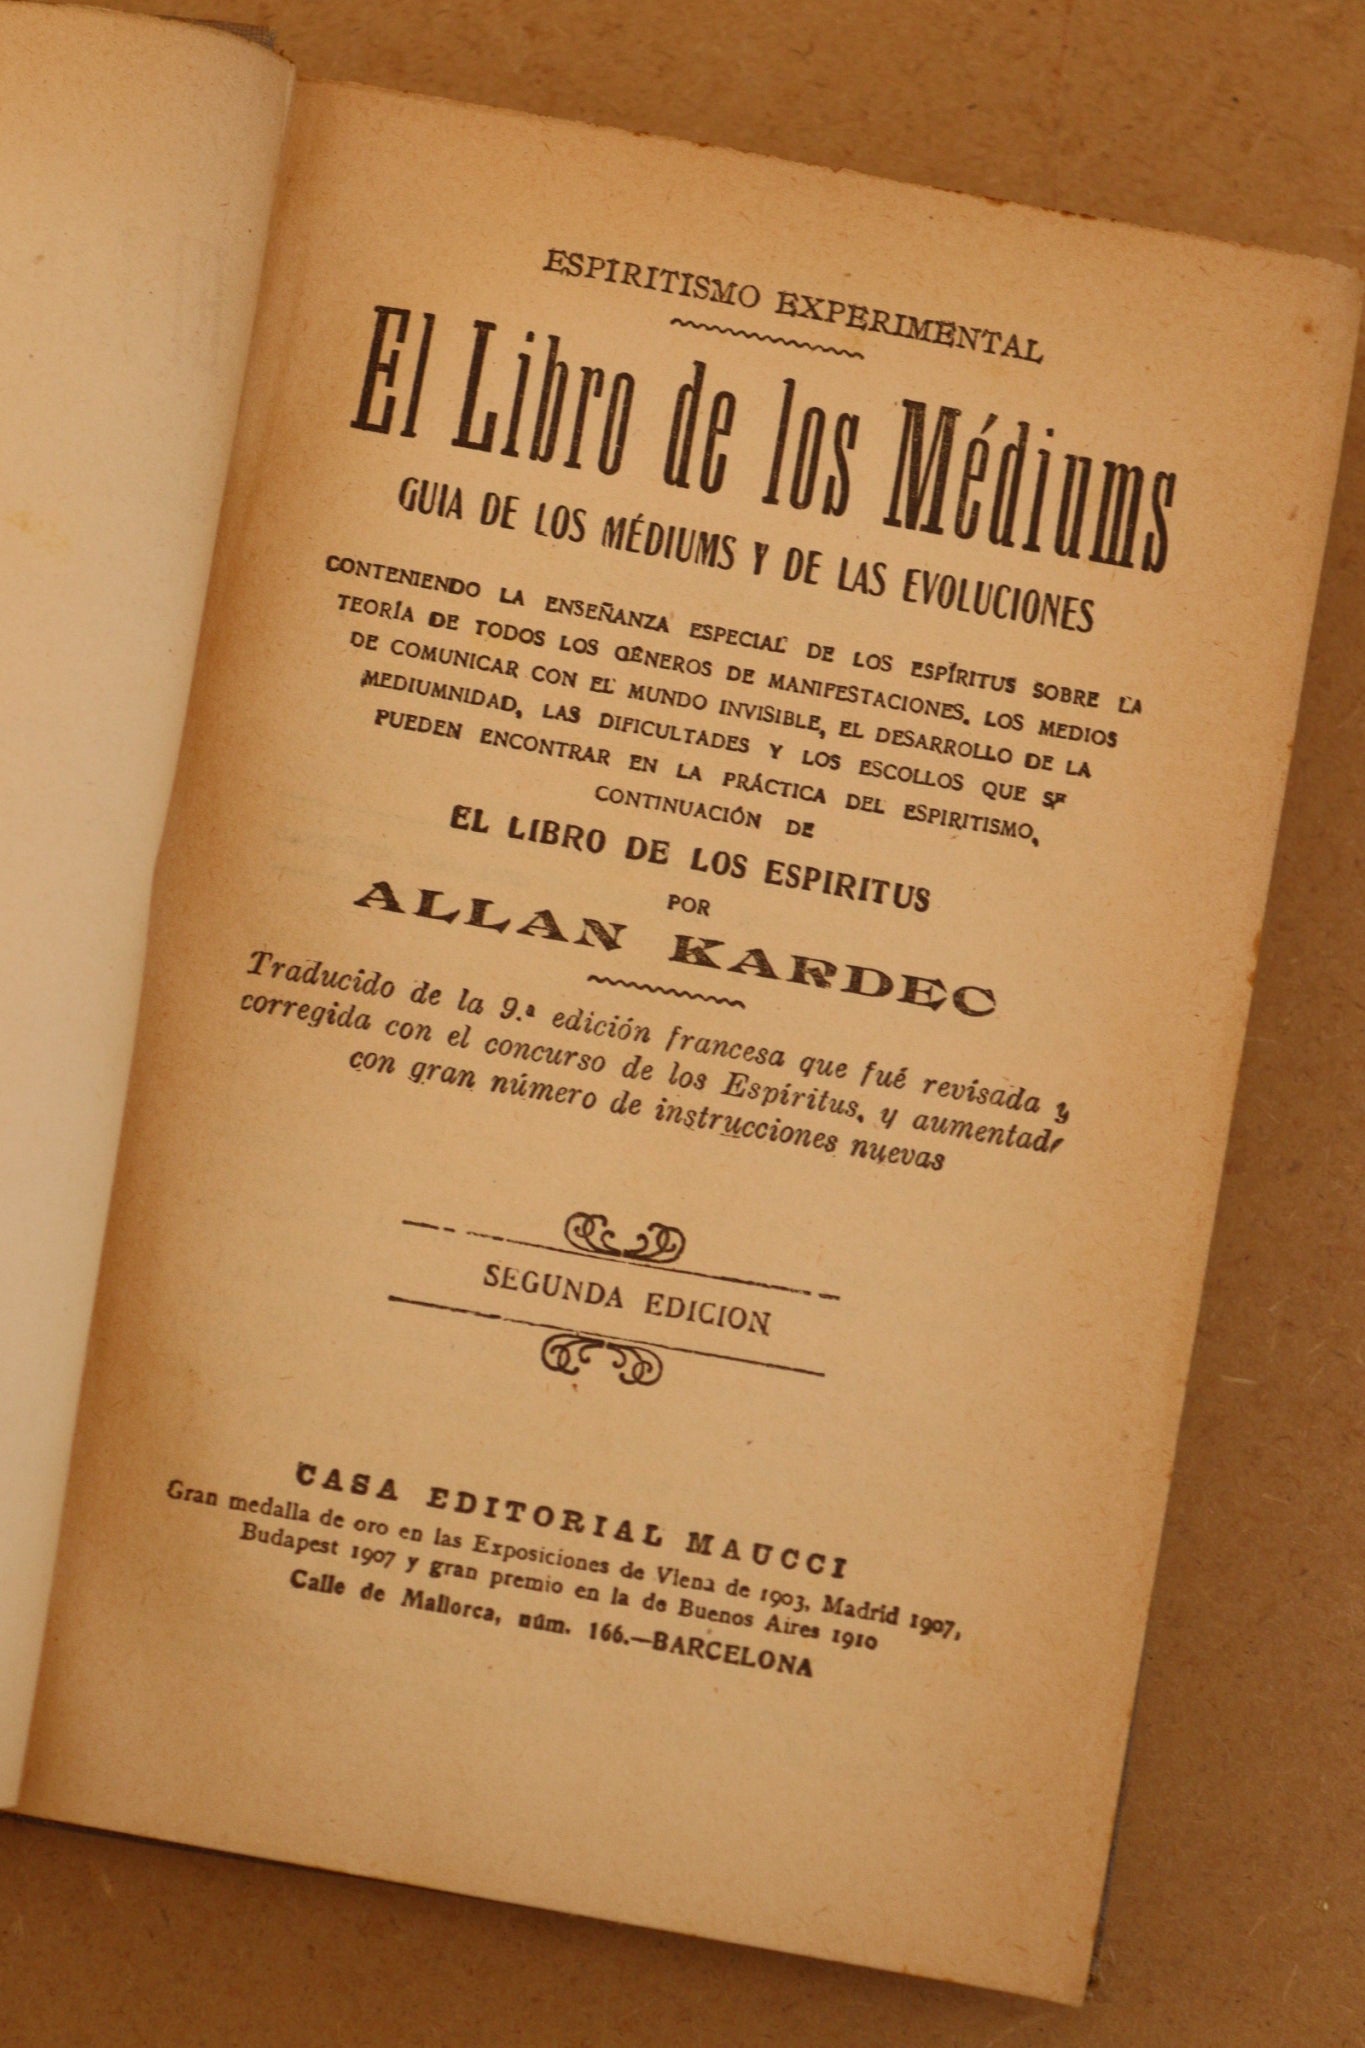 ESPIRITISMO EXPERIMENTAL
El Libro de los Médiums
GUIA DE LOS MÉDIUMS Y DE LAS EVOLUCIONES
CONTENIENDO LA ENSEÑANZA ESPECIAL DE LOS ESPÍRITUS SOBRE LA
TEORÍA DE TODOS LOS GÉNEROS DE MANIFESTACIONES. LOS MEDIOS
DE COMUNICAR CON EL MUNDO INVISIBLE, EL DESARROLLO DE LA
MEDIUMNIDAD, LAS DIFICULTADES Y LOS ESCOLLOS QUE SE
PUEDEN ENCONTRAR EN LA PRÁCTICA DEL ESPIRITISMO.
CONTINUACIÓN DE
EL LIBRO DE LOS ESPIRITUS
POR
ALLAN KARDEC
Traducido de la 9.ª edición francesa que fué revisada y
corregida con el concurso de los Espíritus. y aumentada
con gran número de instrucciones nuevas
SEGUNDA EDICION
CASA EDITORIAL MAUCCI
Gran medalla de oro en las Exposiciones de Viena de 1903, Madrid 1907,
Budapest 1907 y gran premio en la de Buenos Aires 1910
Calle de Mallorca, núm. 166.—BARCELONA